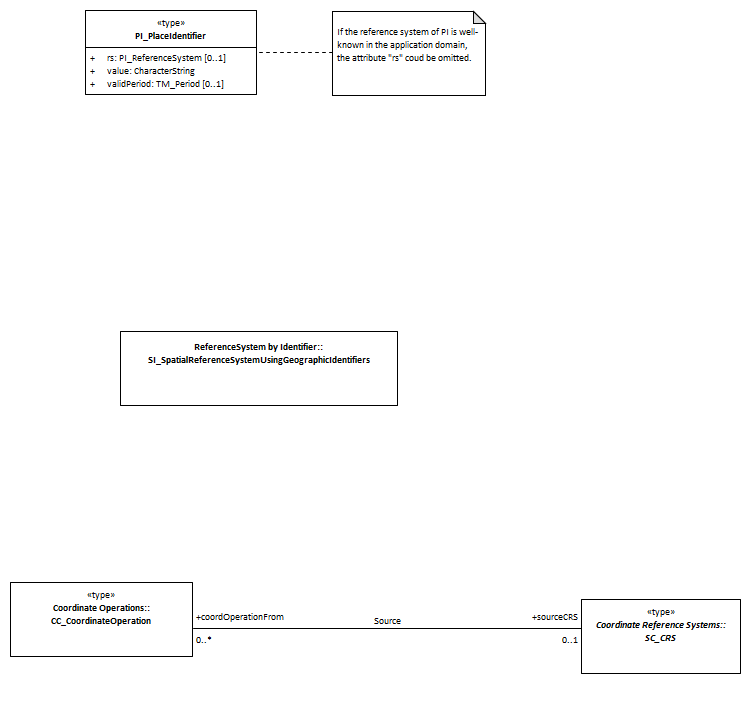 «type»
PI_PlaceIdentifier
+ rs: PI_ReferenceSystem [0..1]
+ value: CharacterString
+ validPeriod: TM_Period [0..1]
If the reference system of PI is well-
known in the application domain,
the attribute "rs" coud be omitted.
ReferenceSystem by Identifier::
SI_SpatialReferenceSystemUsingGeographicIdentifiers
«type»
Coordinate Operations::
CC_CoordinateOperation
+coordOperationFrom
0..*
Source
+sourceCRS
0..1
«type»
Coordinate Reference Systems::
SC_CRS